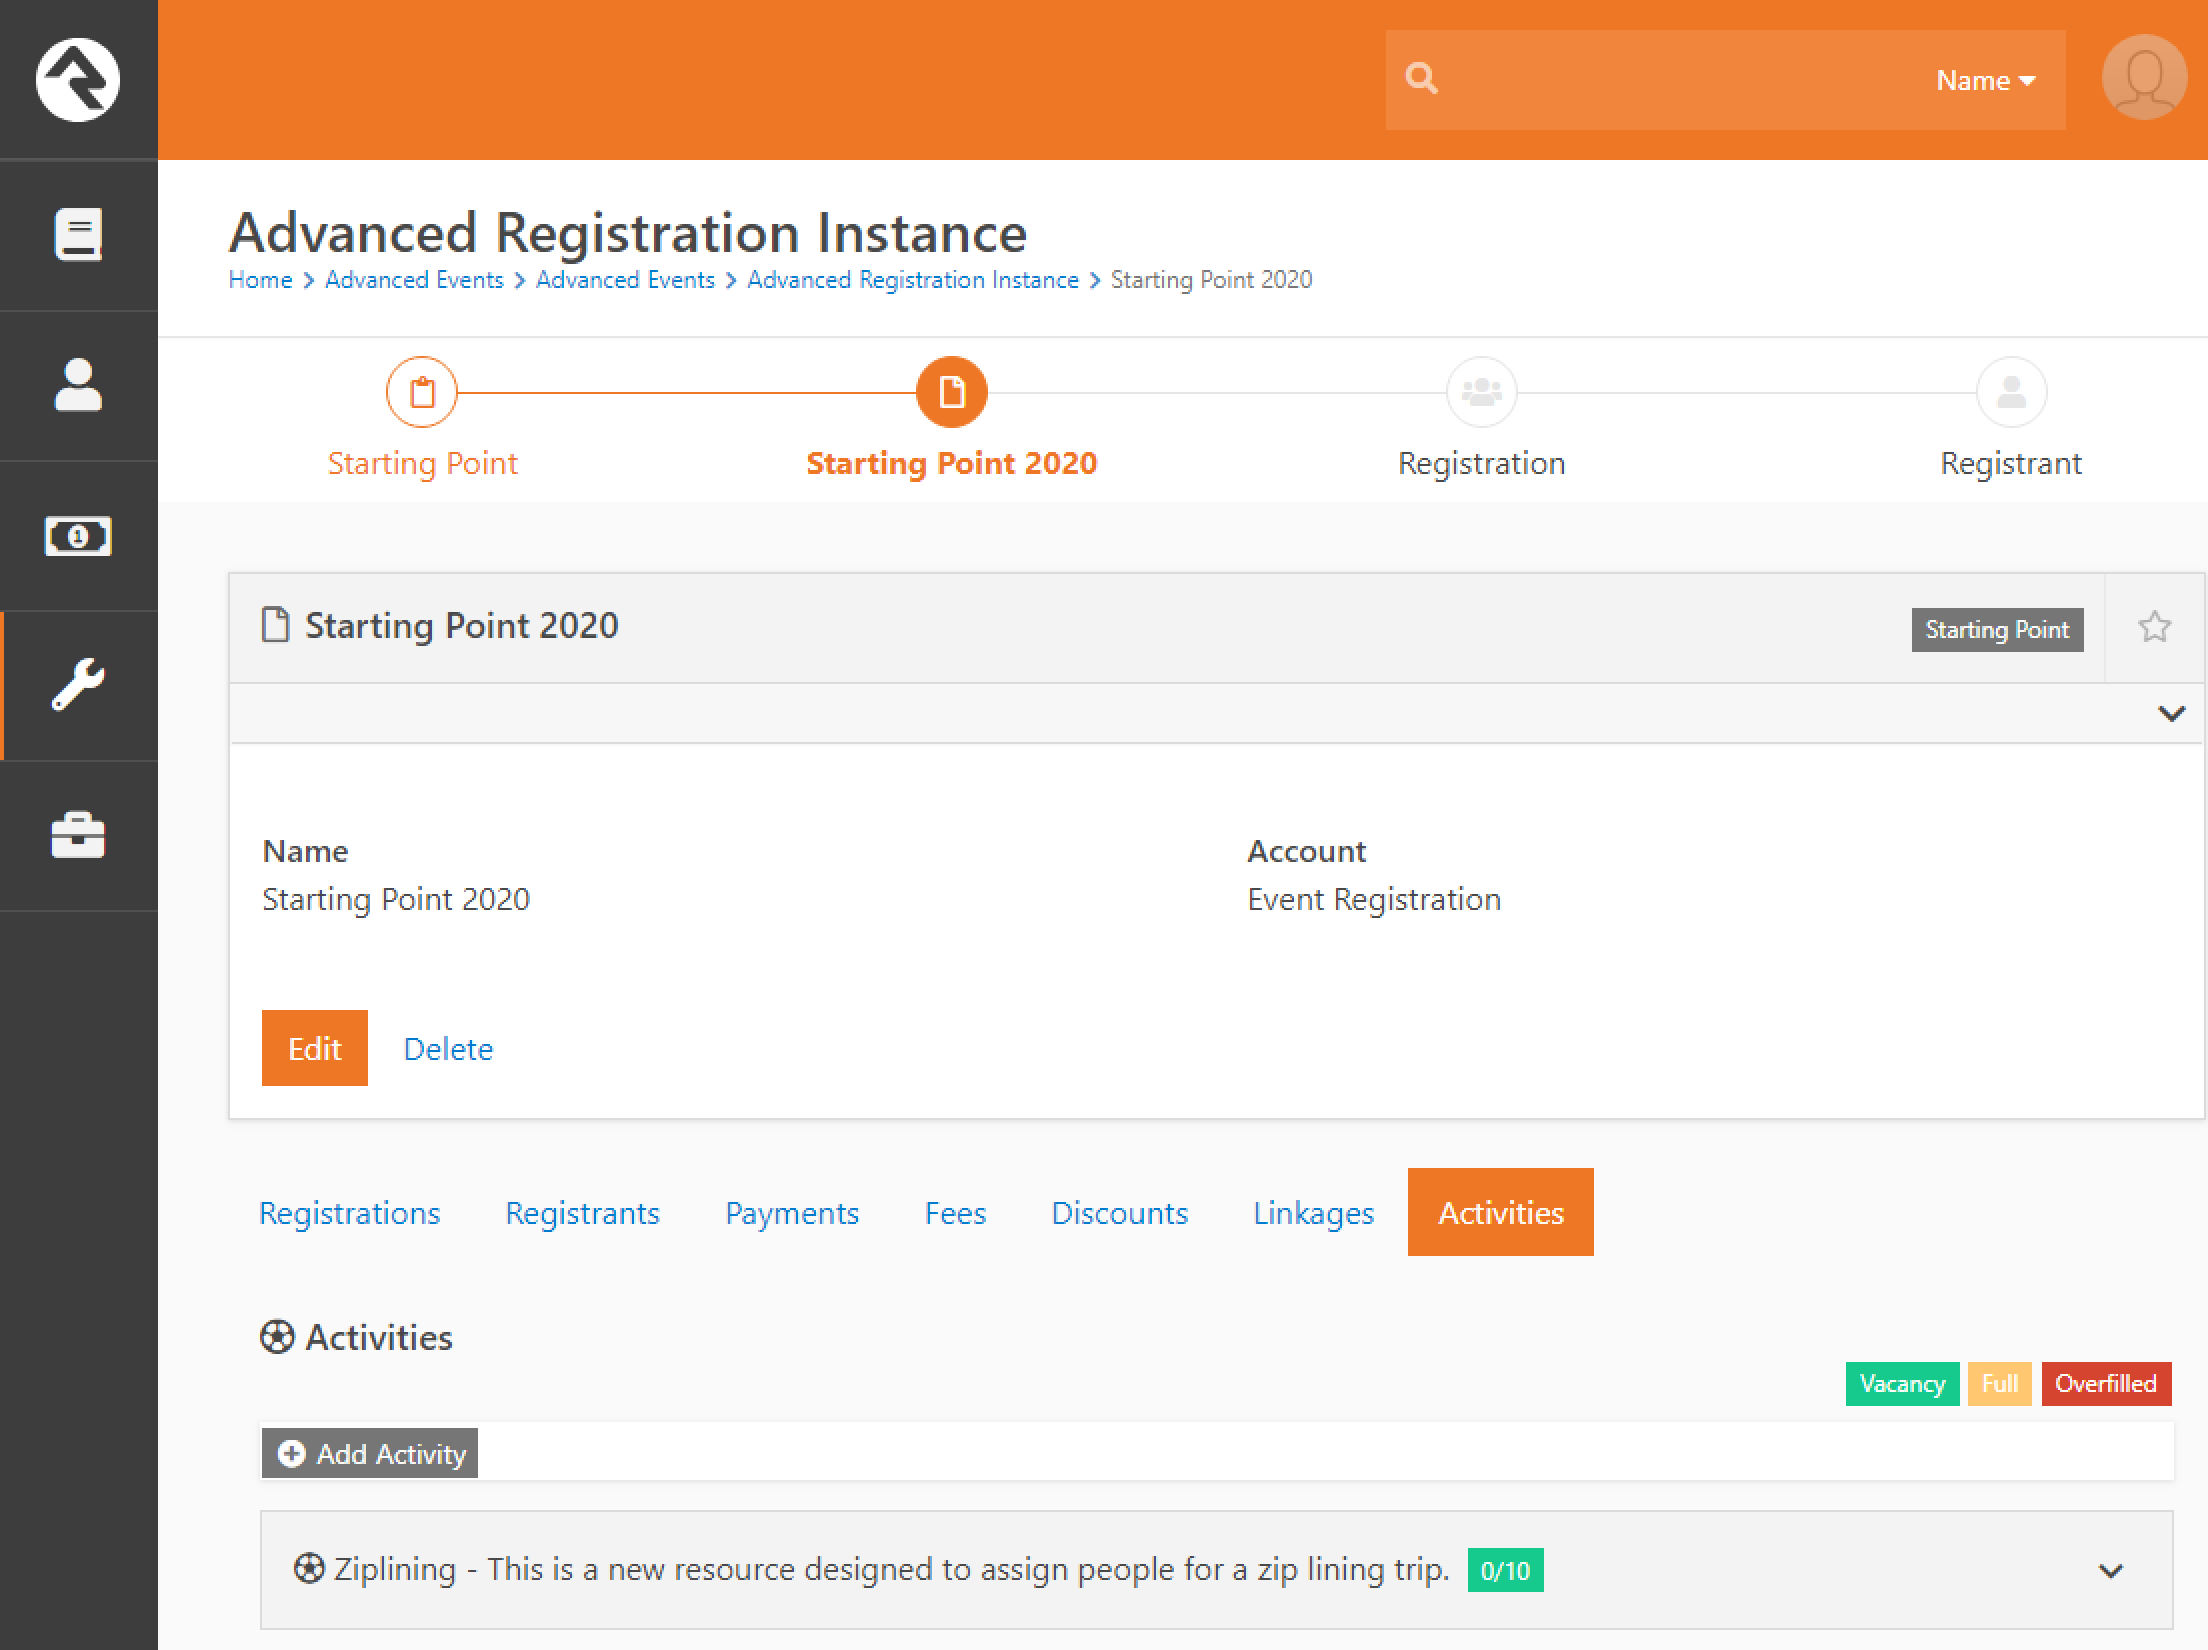 Name
Advanced Registration Instance
Home > Advanced Events > Advanced Events > Advanced Registration Instance > Starting Point 2020
Starting Point
Starting Point 2020
Registration
Registrant
Starting Point 2020
Starting Point
Name
Account
Starting Point 2020
Event Registration
Edit
Delete
Registrations Registrants Payments Fees Discounts Linkages Activities
Activities
Vacancy Full Overfilled
Add Activity
Ziplining - This is a new resource designed to assign people for a zip lining trip. 0/10